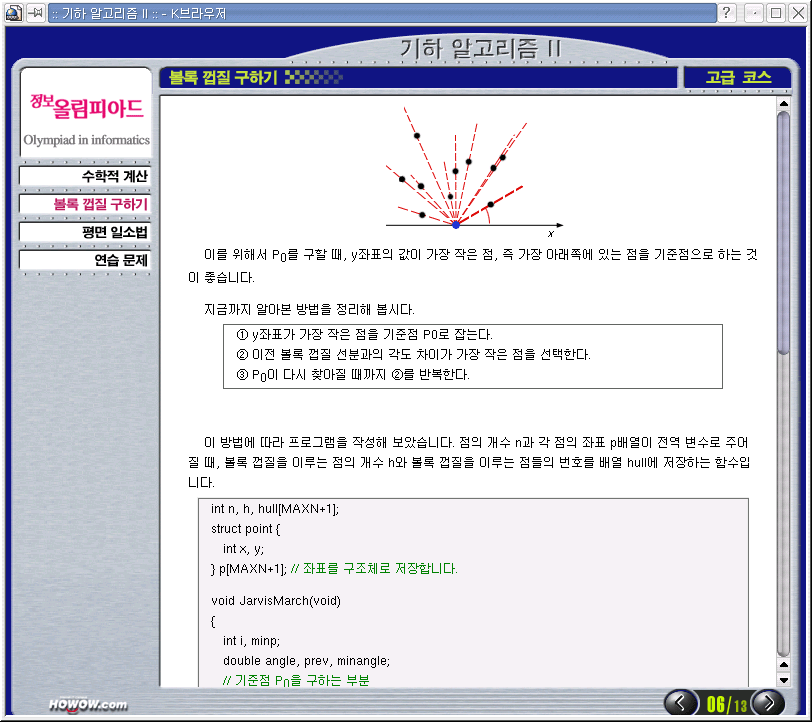 :: 기하 알고리즘 II :: - K브라우저
기하 알고리즘 II
볼록 껍질 구하기
고급 코스
정보올림피아드
Olympiad in informatics
수학적 계산
볼록 껍질 구하기
평면 일소법
연습 문제
x
이를 위해서 P0를 구할 때, y좌표의 값이 가장 작은 점, 즉 가장 아래쪽에 있는 점을 기준점으로 하는 것
이 좋습니다.
지금까지 알아본 방법을 정리해 봅시다.
① y좌표가 가장 작은 점을 기준점 P0로 잡는다.
② 이전 볼록 껍질 선분과의 각도 차이가 가장 작은 점을 선택한다.
③ P0이 다시 찾아질 때까지 ②를 반복한다.
이 방법에 따라 프로그램을 작성해 보았습니다. 점의 개수 n과 각 점의 좌표 p배열이 전역 변수로 주어
질 때, 볼록 껍질을 이루는 점의 개수 h와 볼록 껍질을 이루는 점들의 번호를 배열 hull에 저장하는 함수입
니다.
int n, h, hull[MAXN+1];
struct point {
int x, y;
} p[MAXN+1]; // 좌표를 구조체로 저장합니다.
void JarvisMarch(void)
{
int i, minp;
double angle, prev, minangle;
// 기준점 P0을 구하는 부분
HOWOW.com
06/13